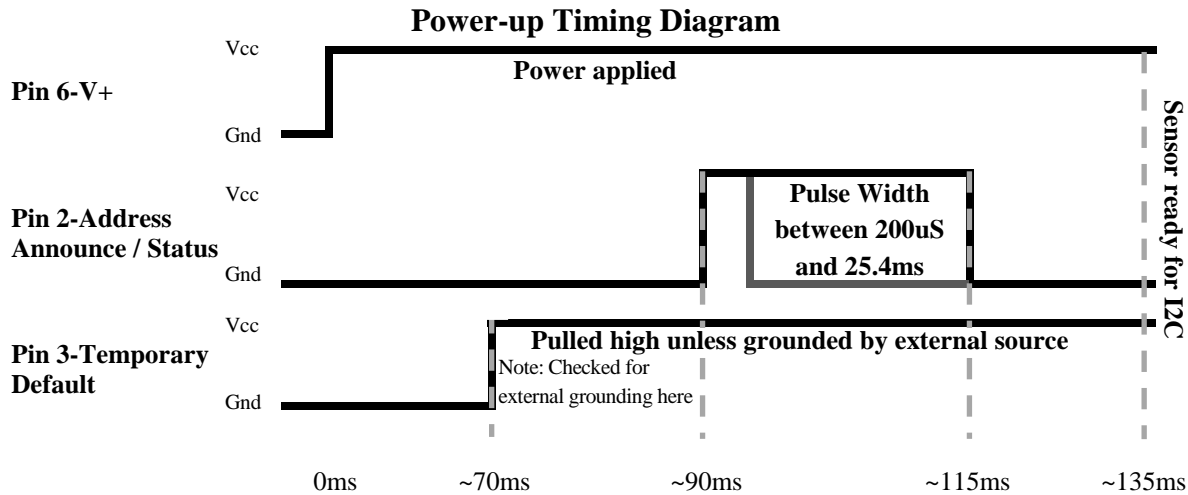 Power-up Timing Diagram
Vcc
Power applied
Pin 6-V+
Gnd
Sensor ready for I2C
Vcc
Pulse Width
between 200uS
and 25.4ms
Pin 2-Address
Announce / Status
Gnd
Vcc
Pulled high unless grounded by external source
Pin 3-Temporary
Default
Note: Checked for
external grounding here
Gnd
0ms ~70ms ~90ms ~115ms ~135ms